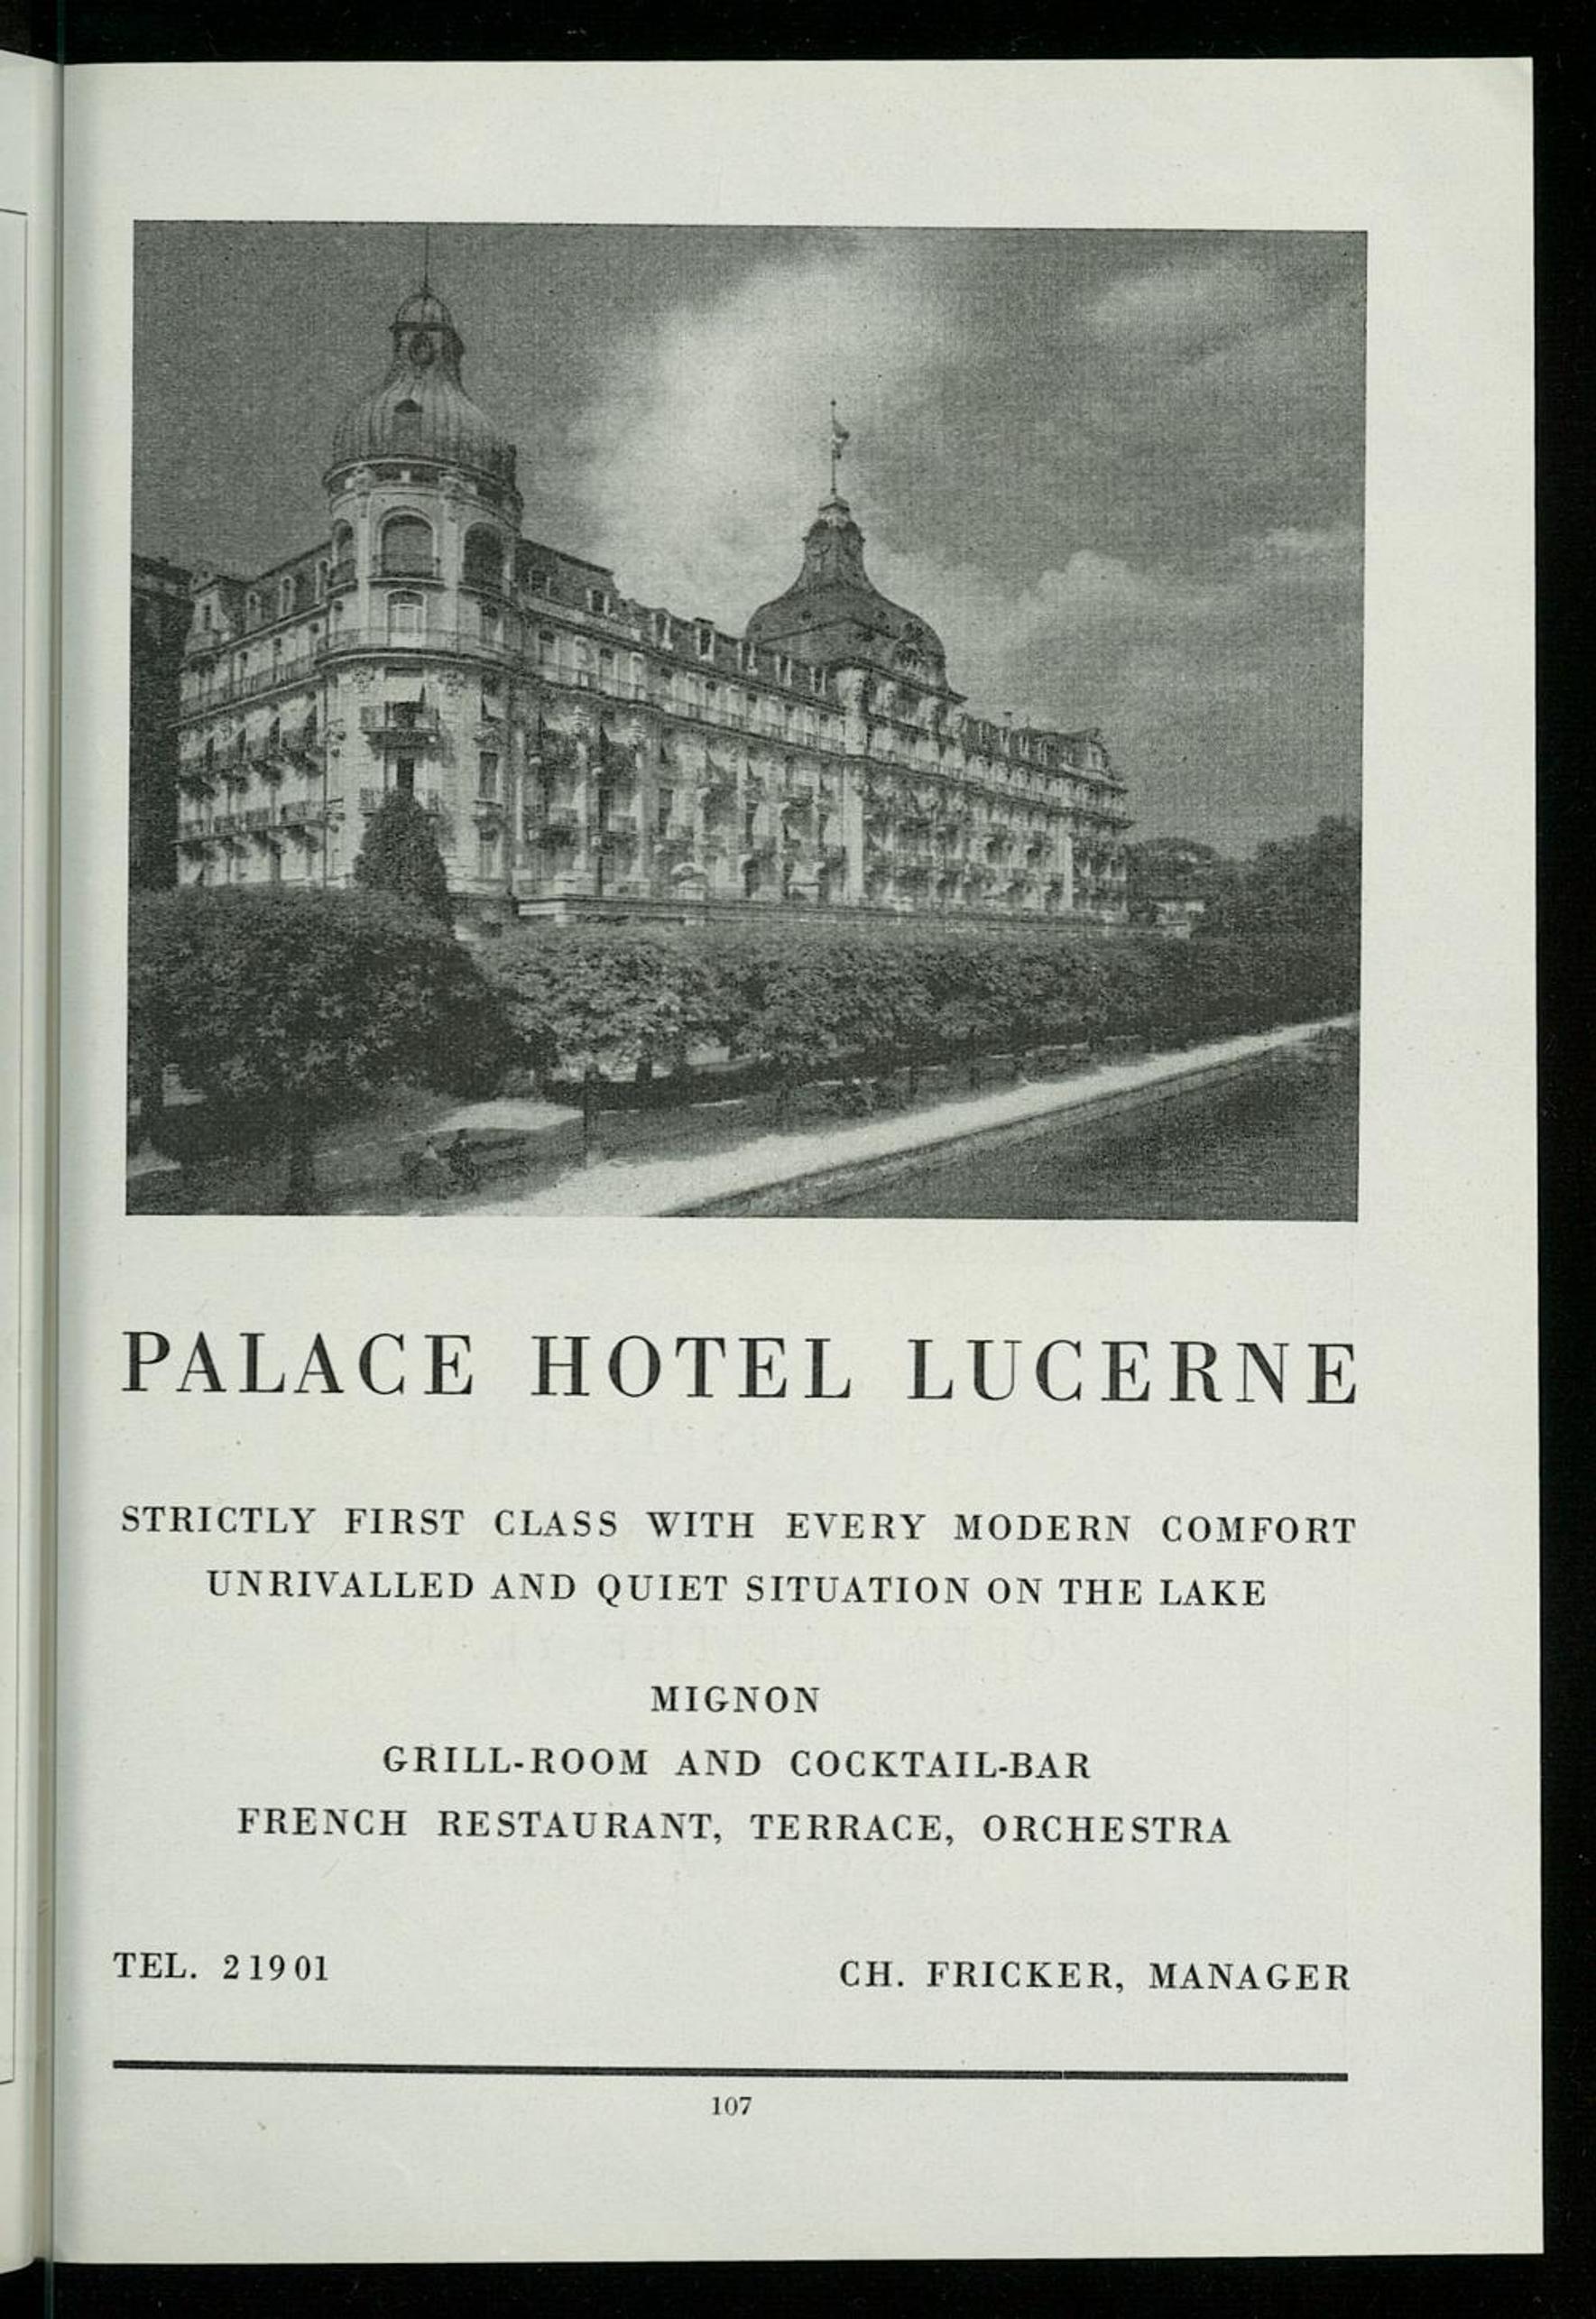 PALACE HOTEL LUCERNE
STRICTLY FIRST CLASS WITH EVERY MODERN COMFORT
UNRIVALLED AND QUIET SITUATION ON THE LAKE
MIGNON
GRILL-ROOM AND COCKTAIL-BAR
FRENCH RESTAURANT, TERRACE, ORCHESTRA
TEL. 21901
CH. FRICKER, MANAGER
107